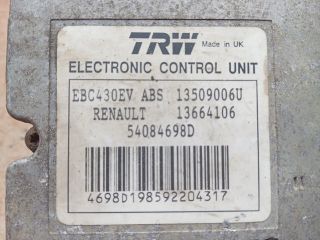 TRW Made in UK
ELECTRONIC CONTROL UNIT
EBC430EV ABS 13509006U
RENAULT 13664106
54084698D
4698D198592204317